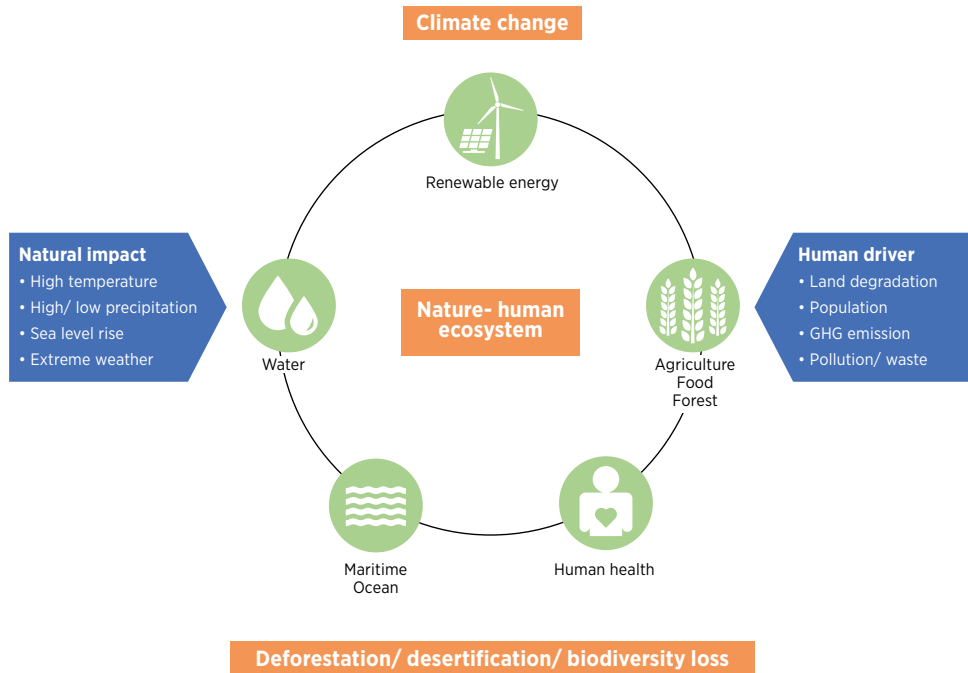 Climate change
Renewable energy
Natural impact
• High temperature
• High/ low precipitation
• Sea level rise
• Extreme weather
Water
Nature- human
ecosystem
Agriculture
Food
Forest
Human driver
• Land degradation
• Population
• GHG emission
• Pollution/ waste
Maritime
Ocean
Human health
Deforestation/ desertification/ biodiversity loss